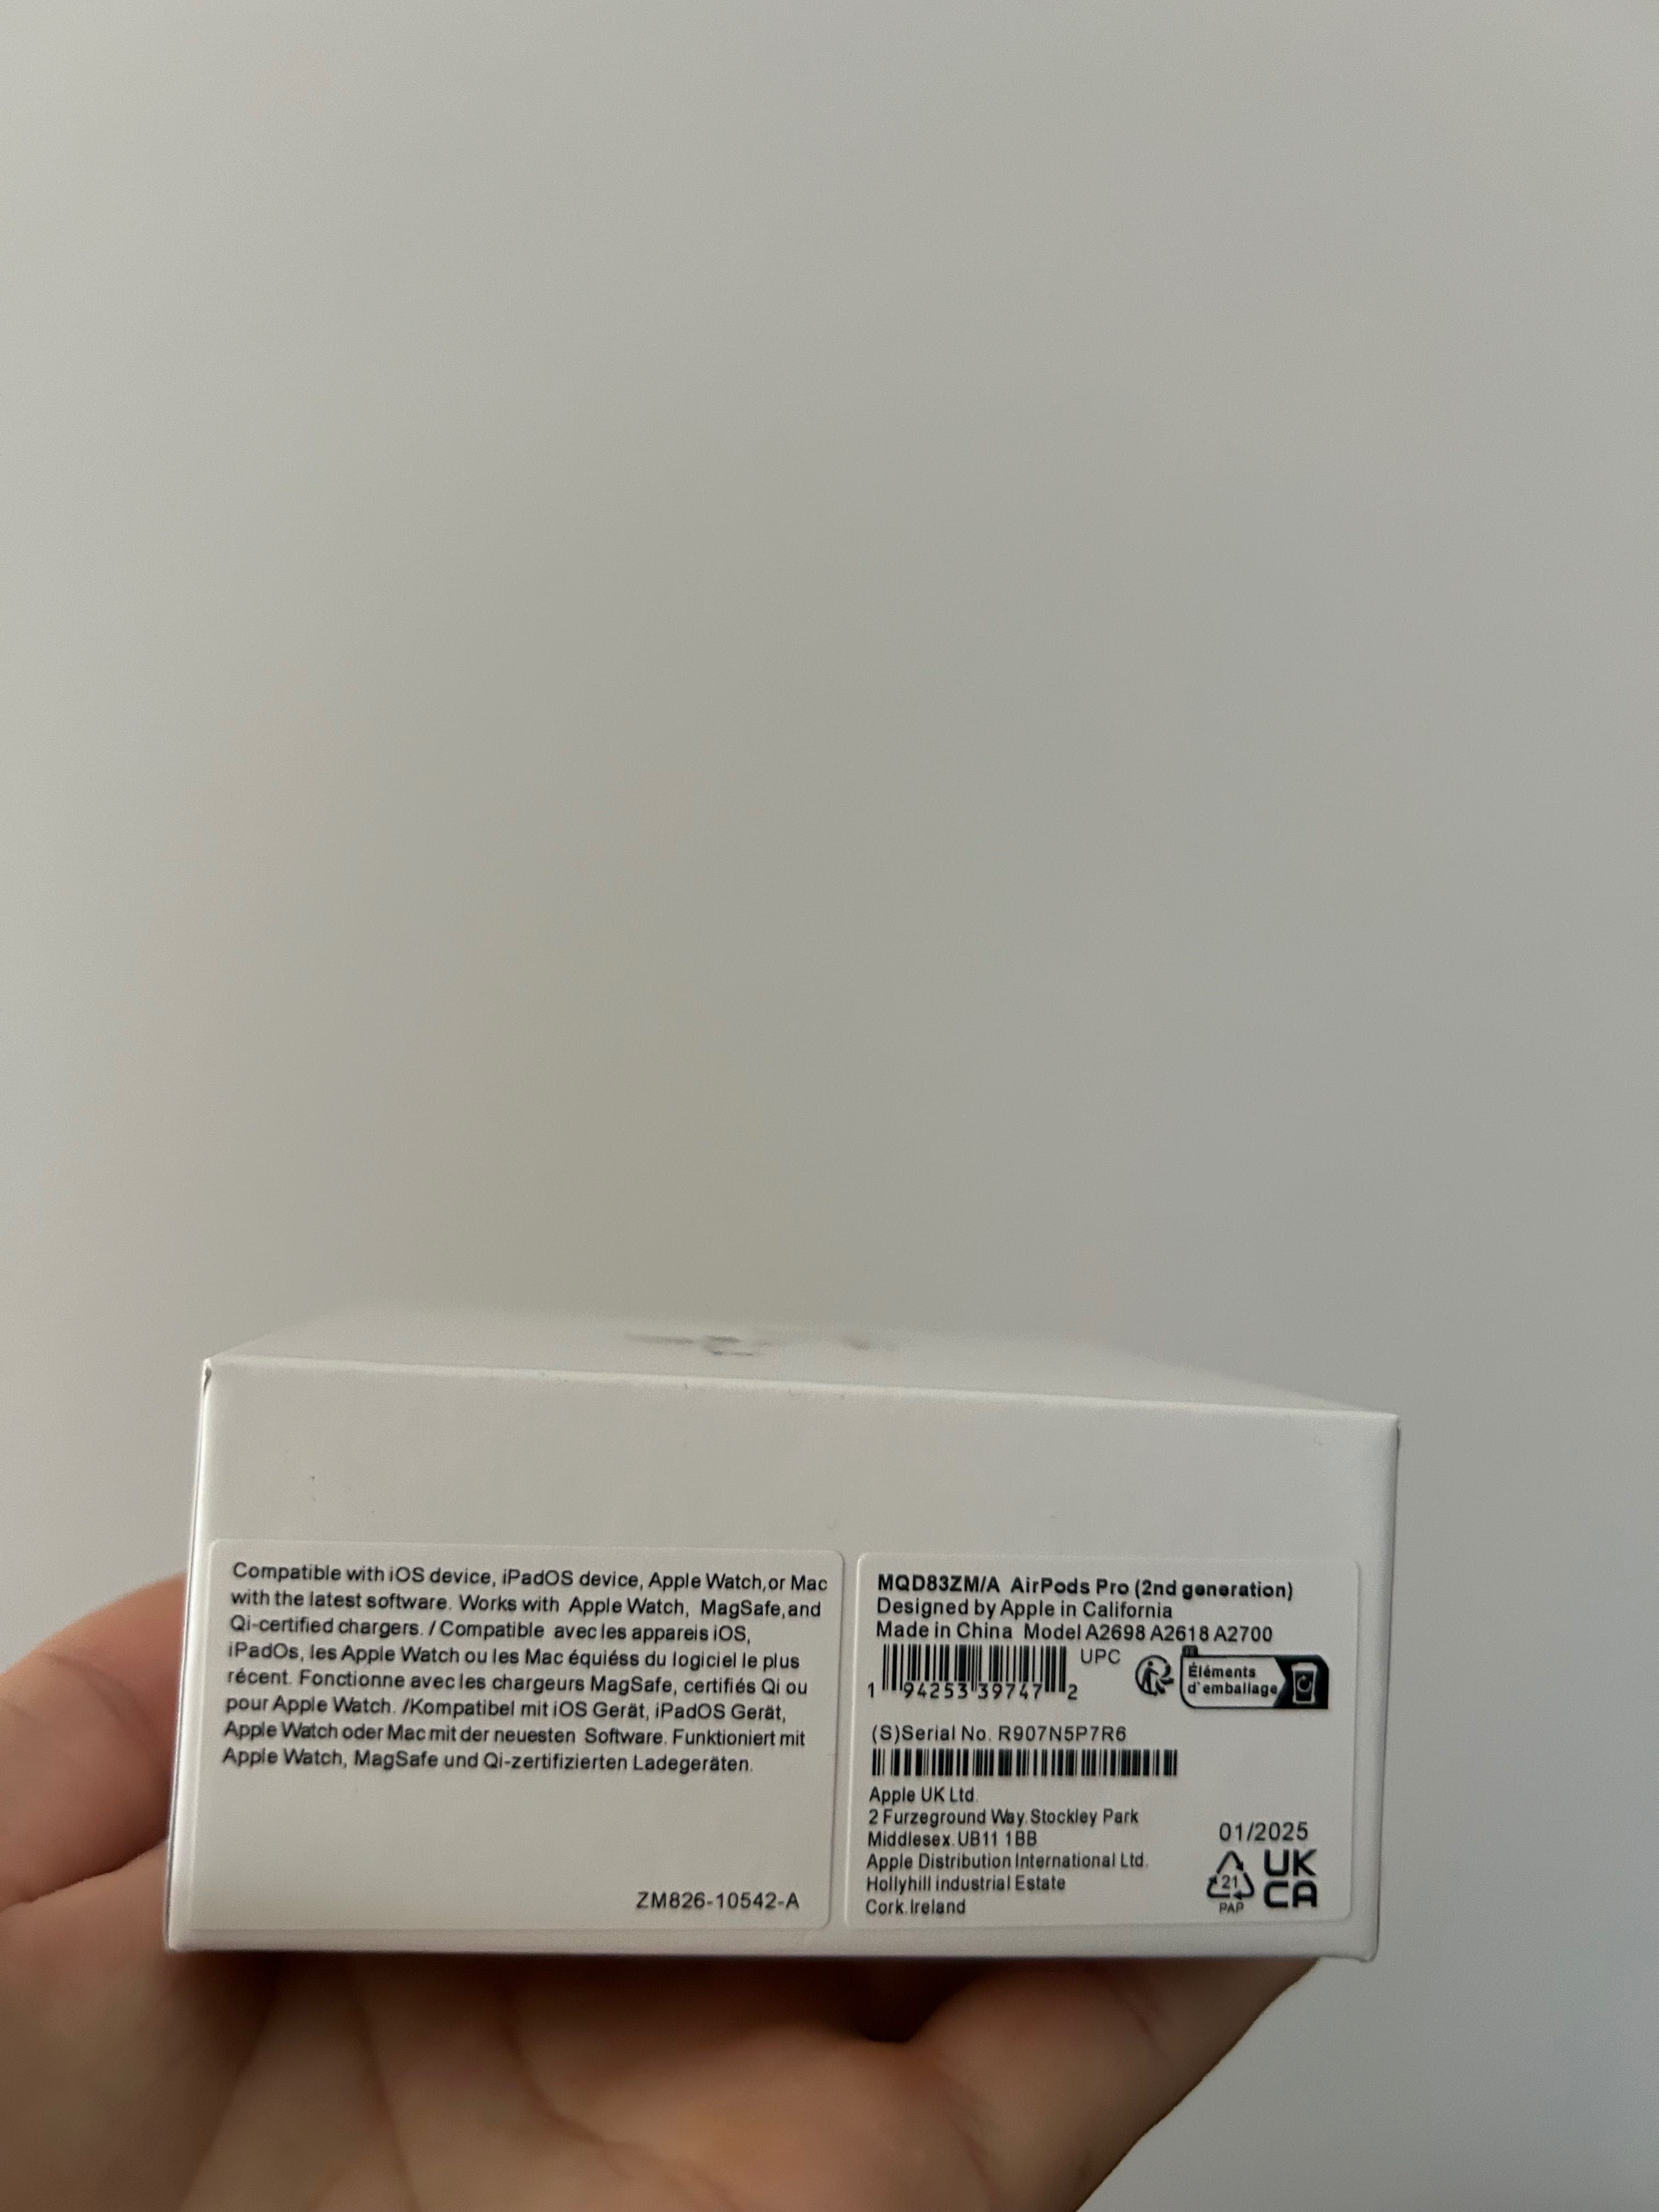 Compatible with iOS device, iPadOS device, Apple Watch,or Mac
with the latest software. Works with Apple Watch, MagSafe,and
Qi-certified chargers. / Compatible avec les appareis iOS,
iPadOs, les Apple Watch ou les Mac équiéss du logiciel le plus
récent. Fonctionne avec les chargeurs MagSafe, certifiés Qi ou
pour Apple Watch. /Kompatibel mit iOS Gerät, iPadOS Gerät,
Apple Watch oder Mac mit der neuesten Software. Funktioniert mit
Apple Watch, MagSafe und Qi-zertifizierten Ladegeräten.
ZM826-10542-A
MQD83ZM/A AirPods Pro (2nd generation)
Designed by Apple in California
Made in China Model A2698 A2618 A2700
UPC
1 94253 39747 2
Éléments
d'emballage
(S)Serial No. R907N5P7R6
Apple UK Ltd.
2 Furzeground Way.Stockley Park
Middlesex.UB11 1BB
Apple Distribution International Ltd.
Hollyhill industrial Estate
Cork.Ireland
01/2025
21
PAP
UK
CA